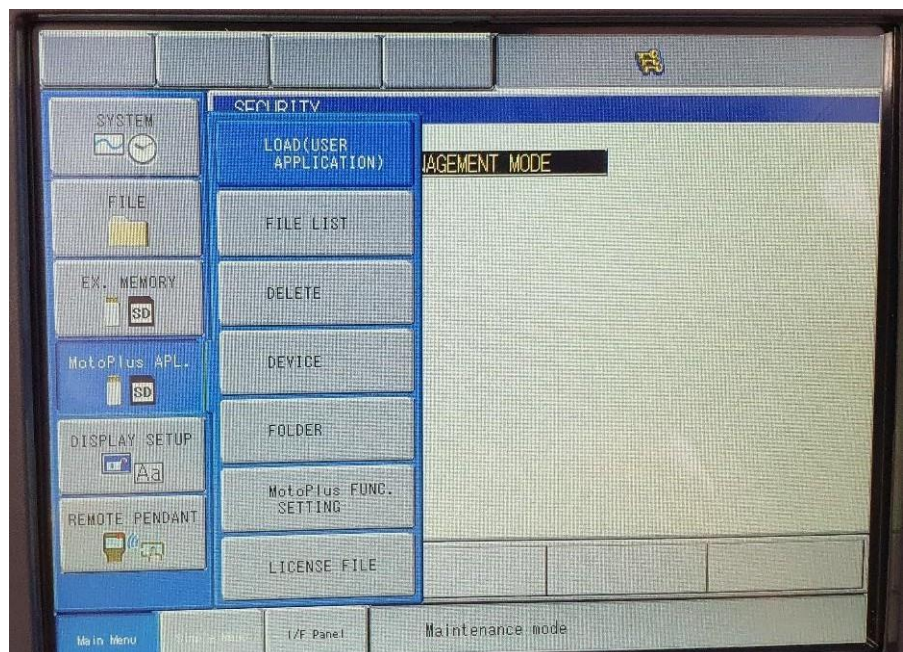 SYSTEM
FILE
EX. MEMORY
SD
MotoPlus APL.
SD
DISPLAY SETUP
Aa
REMOTE PENDANT
SECURITY
LOAD(USER
APPLICATION)
FILE LIST
DELETE
DEVICE
FOLDER
MotoPlus FUNC.
SETTING
LICENSE FILE
AGEMENT MODE
Main Menu
I/F Panel
Maintenance mode